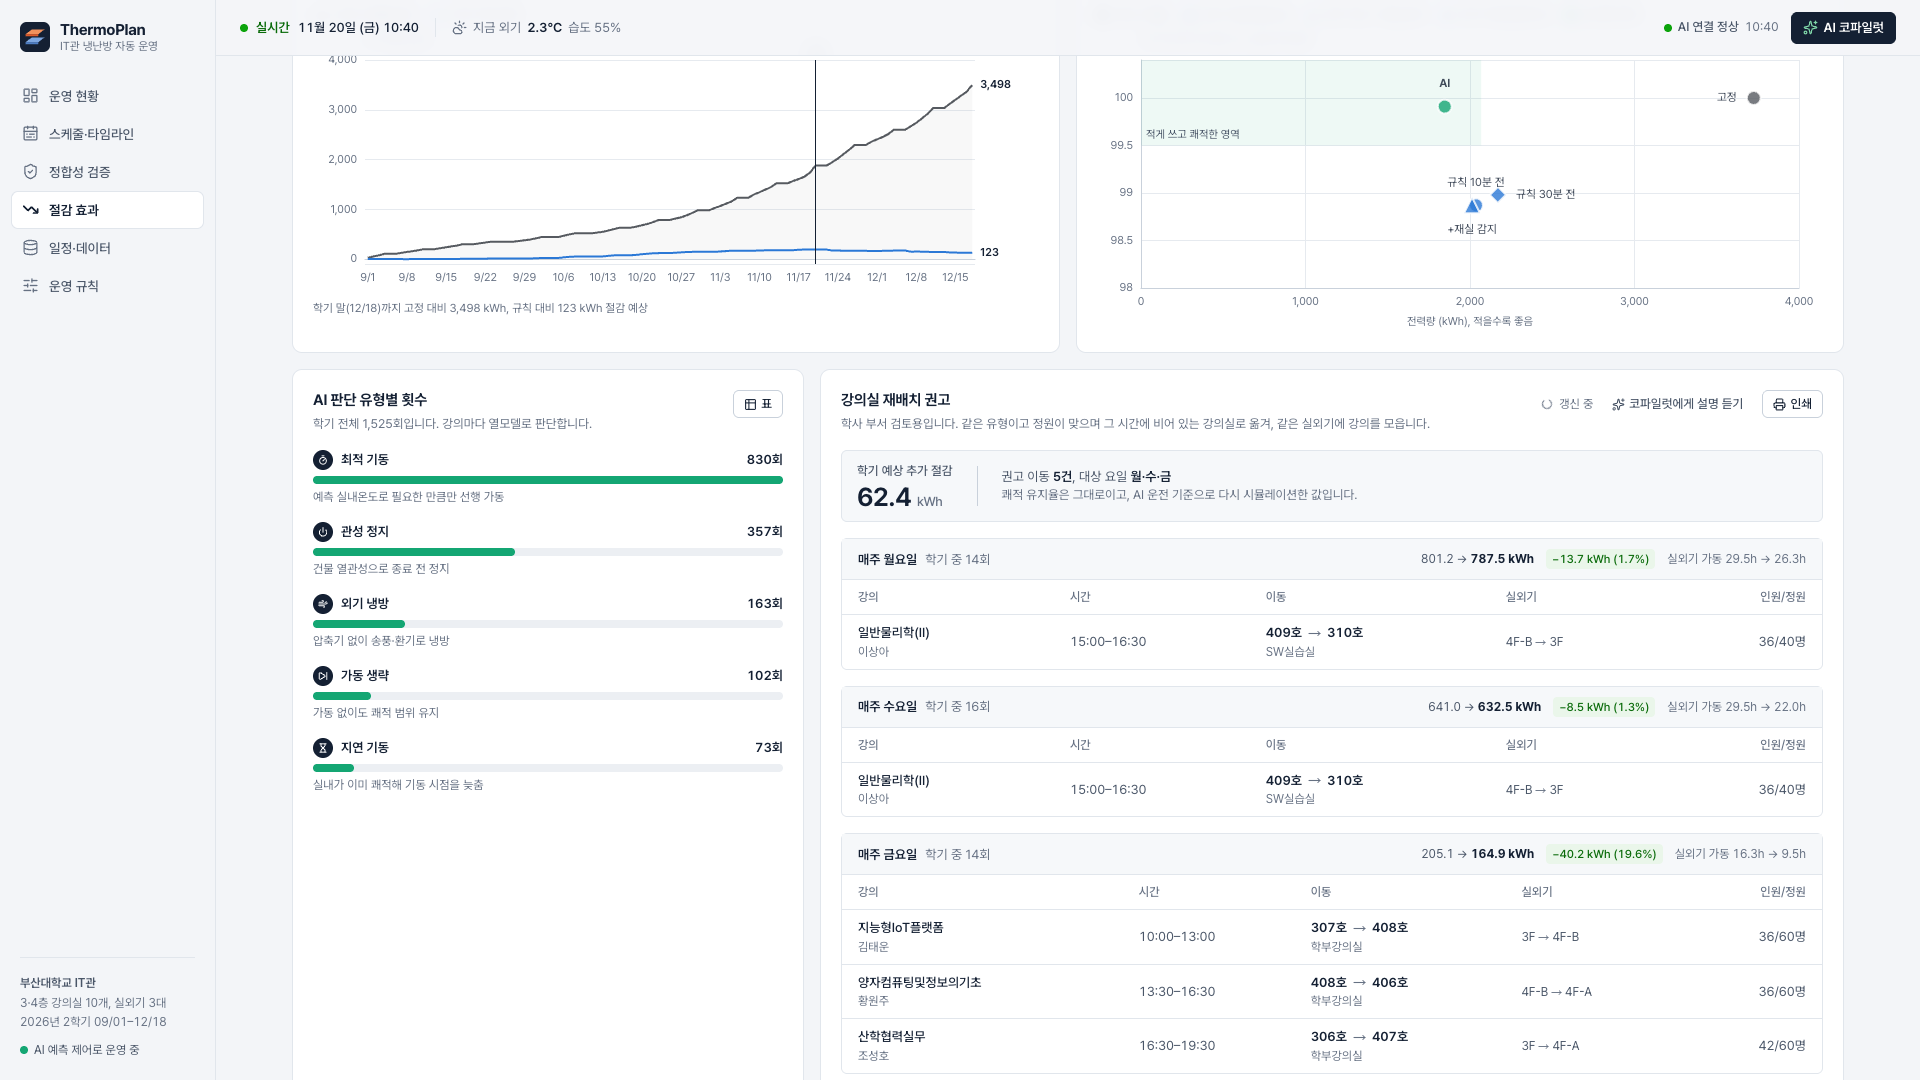 ThermoPlan
IT관 냉난방 자동 운영
운영 현황
스케줄·타임라인
정합성 검증
절감 효과
일정·데이터
운영 규칙
부산대학교 IT관
3·4층 강의실 10개, 실외기 3대
2026년 2학기 09/01–12/18
AI 예측 제어로 운영 중
실시간 11월 20일 (금) 10:40 지금 외기 2.3°C 습도 55%
AI 연결 정상 10:40 AI 코파일럿
4,000
3,000
2,000
1,000
0
3,498
123
9/1 9/8 9/15 9/22 9/29 10/6 10/13 10/20 10/27 11/3 11/10 11/17 11/24 12/1 12/8 12/15
학기 말(12/18)까지 고정 대비 3,498 kWh, 규칙 대비 123 kWh 절감 예상
100
99.5
99
98.5
98
AI
고정
적게 쓰고 쾌적한 영역
규칙 10분 전
규칙 30분 전
+재실 감지
0 1,000 2,000 3,000 4,000
전력량 (kWh), 적을수록 좋음
AI 판단 유형별 횟수
표
학기 전체 1,525회입니다. 강의마다 열모델로 판단합니다.
최적 기동 830회
예측 실내온도로 필요한 만큼만 선행 가동
관성 정지 357회
건물 열관성으로 종료 전 정지
외기 냉방 163회
압축기 없이 송풍·환기로 냉방
가동 생략 102회
가동 없이도 쾌적 범위 유지
지연 기동 73회
실내가 이미 쾌적해 기동 시점을 늦춤
강의실 재배치 권고
갱신 중 코파일럿에게 설명 듣기 인쇄
학사 부서 검토용입니다. 같은 유형이고 정원이 맞으며 그 시간에 비어 있는 강의실로 옮겨, 같은 실외기에 강의를 모읍니다.
학기 예상 추가 절감
62.4 kWh
권고 이동 5건, 대상 요일 월·수·금
쾌적 유지율은 그대로이고, AI 운전 기준으로 다시 시뮬레이션한 값입니다.
매주 월요일 학기 중 14회 801.2 → 787.5 kWh −13.7 kWh (1.7%) 실외기 가동 29.5h → 26.3h
강의 시간 이동 실외기 인원/정원
일반물리학(II) 15:00–16:30 409호 → 310호 4F-B → 3F 36/40명
이상아 SW실습실
매주 수요일 학기 중 16회 641.0 → 632.5 kWh −8.5 kWh (1.3%) 실외기 가동 29.5h → 22.0h
강의 시간 이동 실외기 인원/정원
일반물리학(II) 15:00–16:30 409호 → 310호 4F-B → 3F 36/40명
이상아 SW실습실
매주 금요일 학기 중 14회 205.1 → 164.9 kWh −40.2 kWh (19.6%) 실외기 가동 16.3h → 9.5h
강의 시간 이동 실외기 인원/정원
지능형IoT플랫폼 10:00–13:00 307호 → 408호 3F → 4F-B 36/60명
김태운 학부강의실
양자컴퓨팅및정보의기초 13:30–16:30 408호 → 406호 4F-B → 4F-A 36/60명
황원주 학부강의실
산학협력실무 16:30–19:30 306호 → 407호 3F → 4F-A 42/60명
조성호 학부강의실